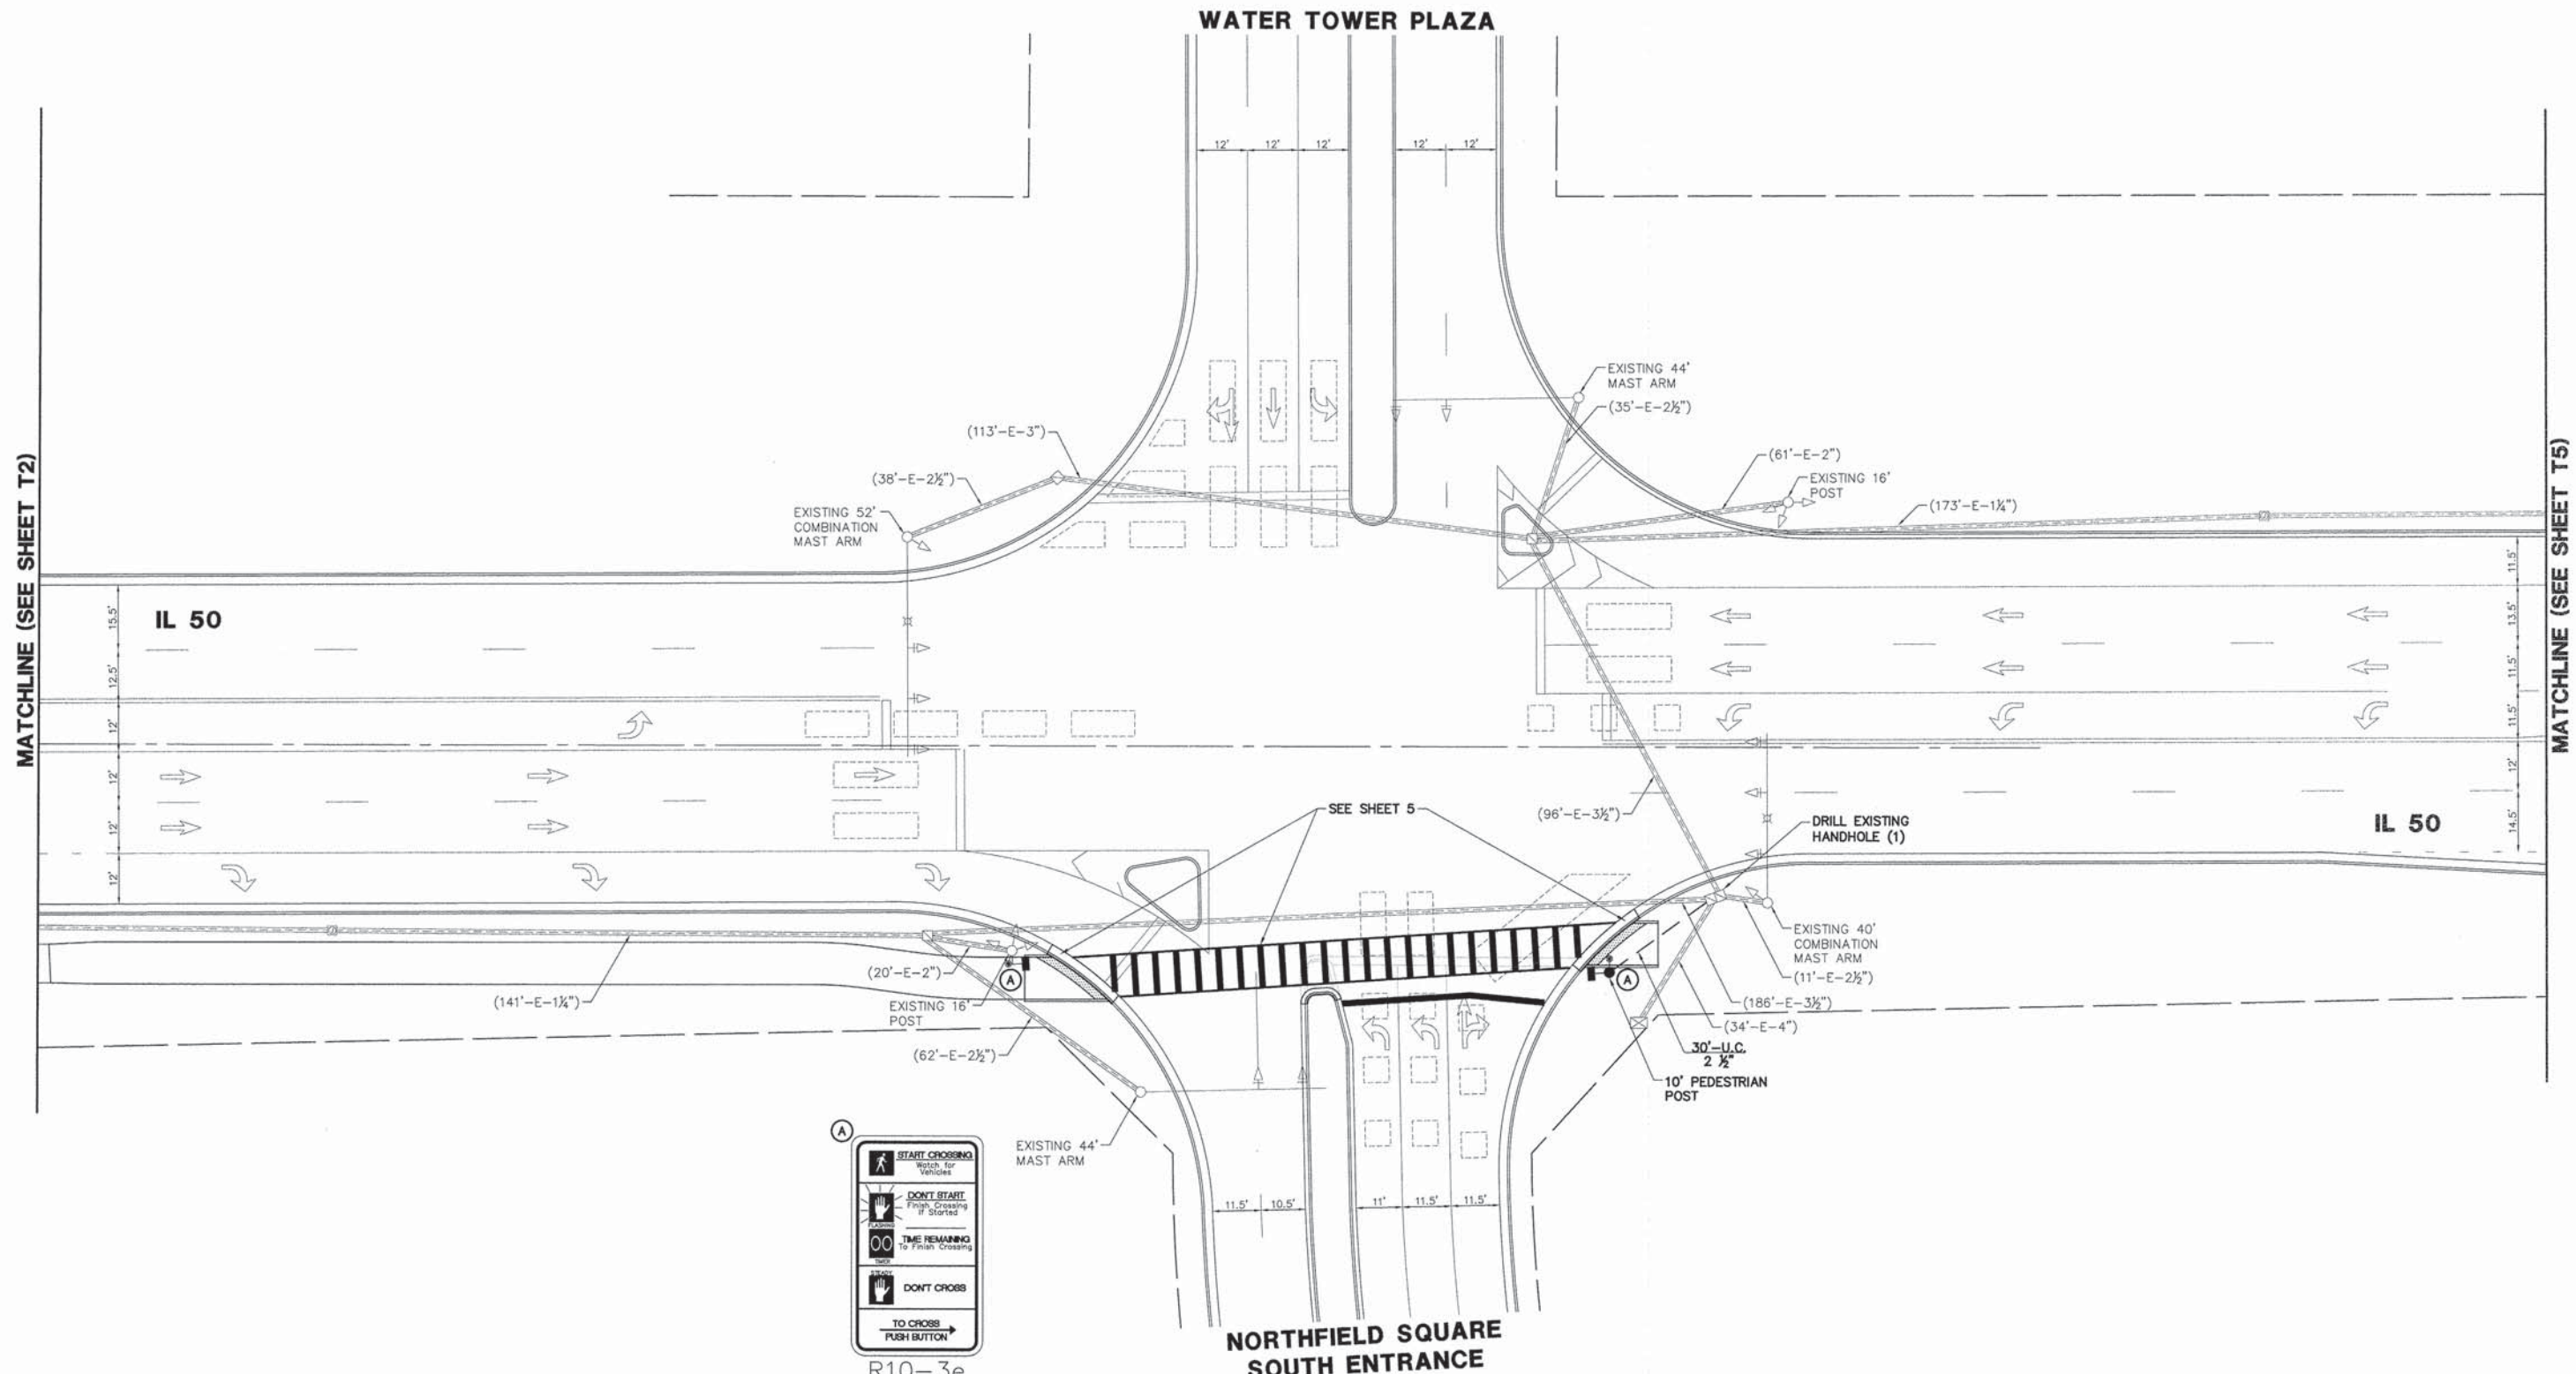 WATER TOWER PLAZA
12'
12'
12'
12'
12'
EXISTING 44'
MAST ARM
(35'-E-2½")
(113'-E-3")
(61'-E-2")
(38'-E-2½")
EXISTING 16'
POST
(173'-E-1¼")
EXISTING 52'
COMBINATION
MAST ARM
MATCHLINE (SEE SHEET T2)
MATCHLINE (SEE SHEET T5)
IL 50
15.5'
12.5'
12'
12'
12'
12'
11.5'
13.5'
11.5'
11.5'
12'
14.5'
SEE SHEET 5
(96'-E-3½")
DRILL EXISTING
HANDHOLE (1)
IL 50
EXISTING 40'
COMBINATION
MAST ARM
(20'-E-2")
A
A
(11'-E-2½")
(141'-E-1¼")
EXISTING 16'
POST
(186'-E-3½")
(34'-E-4")
(62'-E-2½")
30'-U.C.
2 ½"
10' PEDESTRIAN
POST
EXISTING 44'
MAST ARM
A
START CROSSING
Watch for
Vehicles
DON'T START
Finish Crossing
If Started
FLASHING
00
TIME REMAINING
To Finish Crossing
TIMER
STEADY
DON'T CROSS
TO CROSS
PUSH BUTTON
R10-3e
11.5'
10.5'
11'
11.5'
11.5'
NORTHFIELD SQUARE
SOUTH ENTRANCE